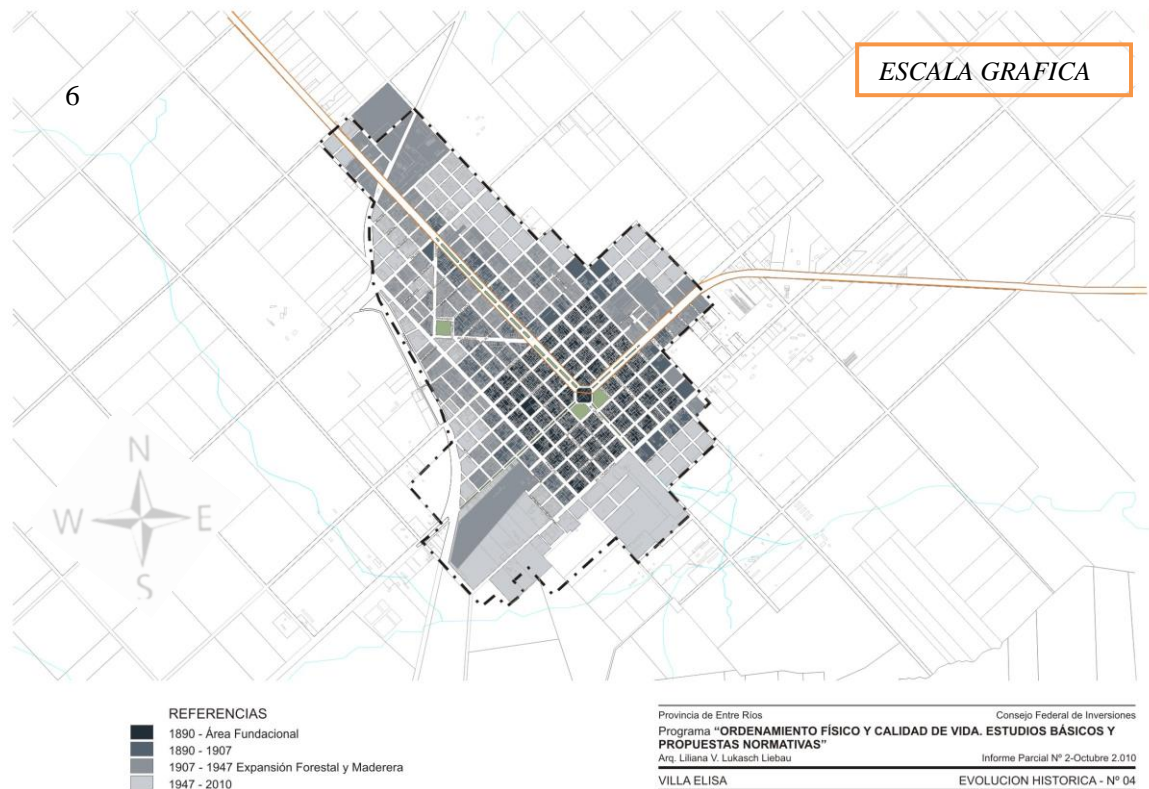 ESCALA GRAFICA
6
N
W E
S
REFERENCIAS
1890 - Área Fundacional
1890 - 1907
1907 - 1947 Expansión Forestal y Maderera
1947 - 2010
Provincia de Entre Ríos Consejo Federal de Inversiones
Programa “ORDENAMIENTO FÍSICO Y CALIDAD DE VIDA. ESTUDIOS BÁSICOS Y
PROPUESTAS NORMATIVAS”
Arq. Liliana V. Lukasch Liebau Informe Parcial Nº 2-Octubre 2.010
VILLA ELISA EVOLUCION HISTORICA - Nº 04